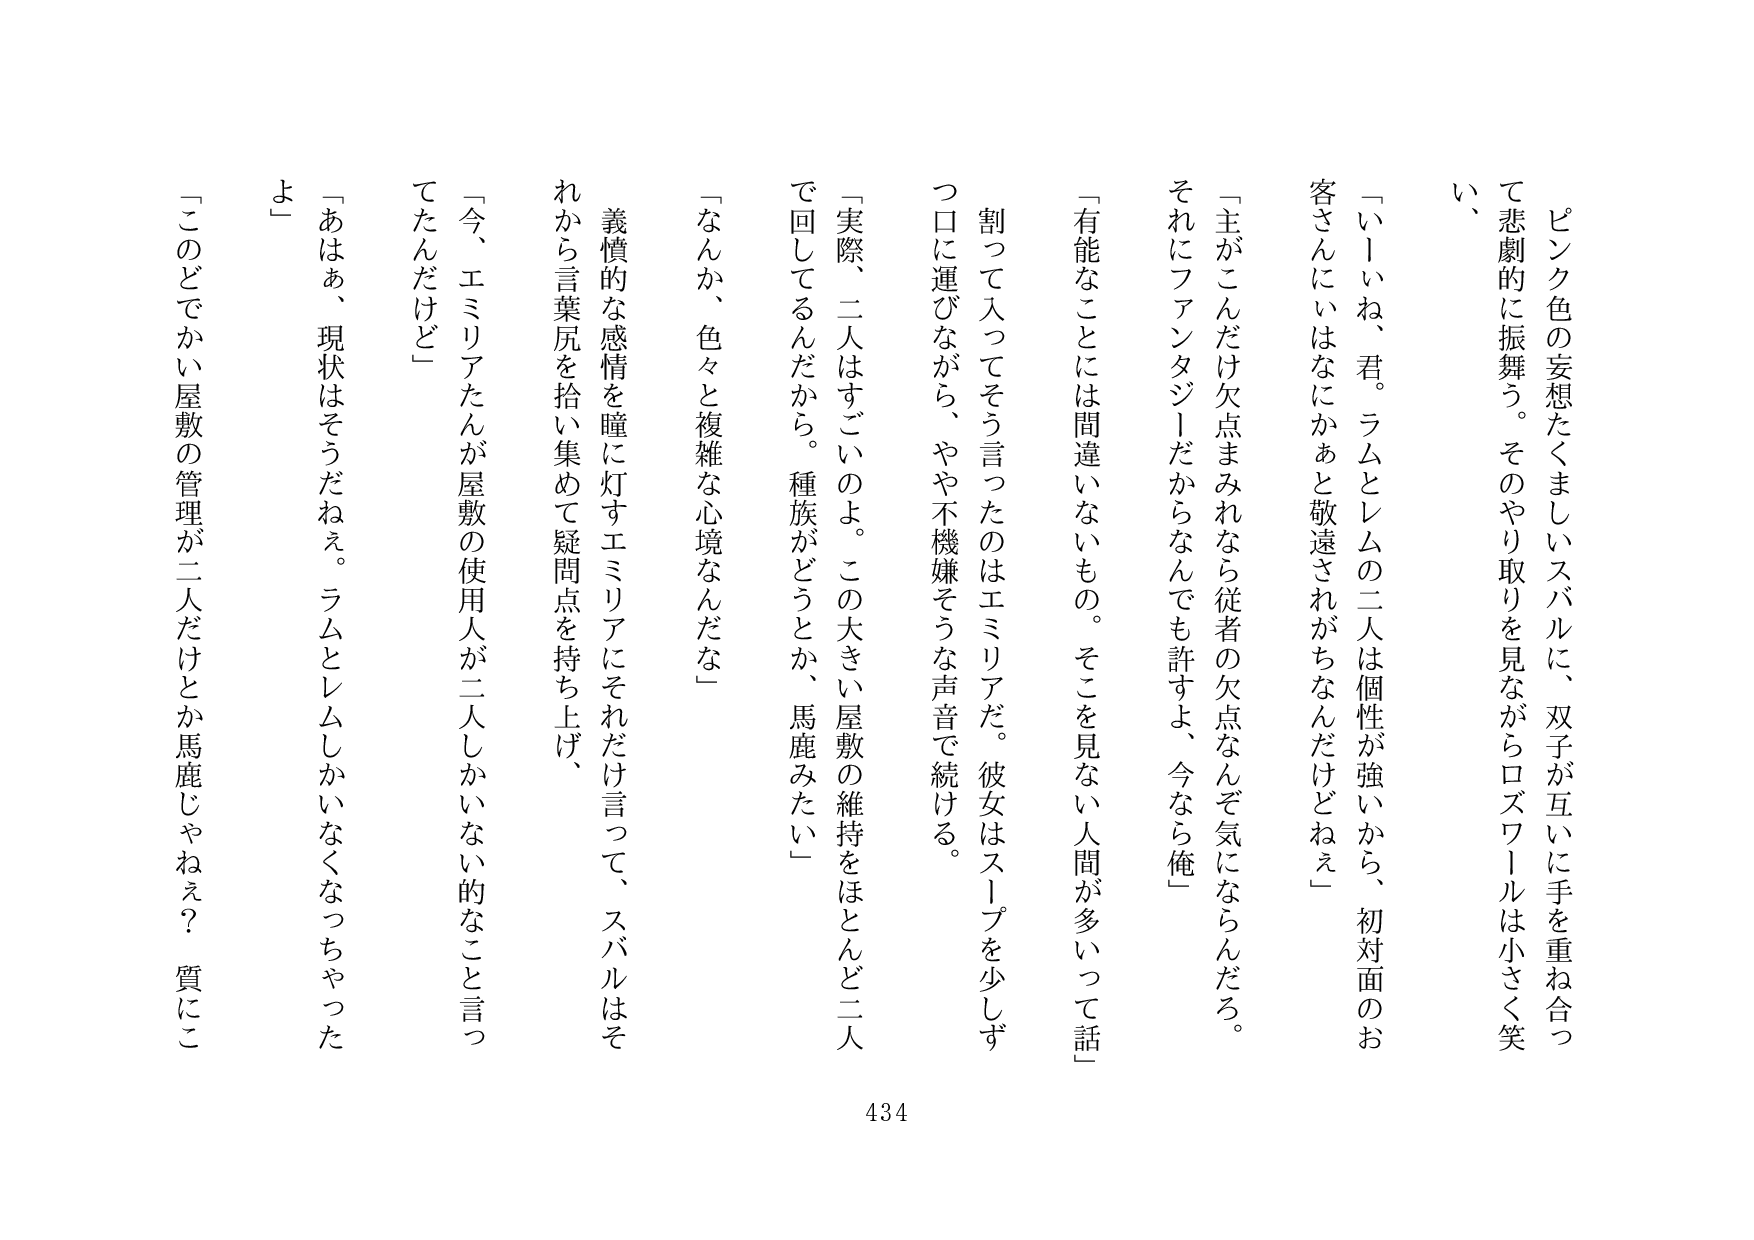 ピンク色の妄想たくましいスバルに、双子が互いに手を重ね合っ
て悲劇的に振舞う。そのやり取りを見ながらロズワールは小さく笑
い、
「いーいね、君。ラムとレムの二人は個性が強いから、初対面のお
客さんにいはなにかぁと敬遠されがちなんだけどねぇ」
「主がこんだけ欠点まみれなら従者の欠点なんぞ気にならんだろ。
それにファンタジーだからなんでも許すよ、今なら俺」
「有能なことには間違いないもの。そこを見ない人間が多いって話」
　割って入ってそう言ったのはエミリアだ。彼女はスープを少しず
つ口に運びながら、やや不機嫌そうな声音で続ける。
「実際、二人はすごいのよ。この大きい屋敷の維持をほとんど二人
で回してるんだから。種族がどうとか、馬鹿みたい」
「なんか、色々と複雑な心境なんだな」
　義憤的な感情を瞳に灯すエミリアにそれだけ言って、スバルはそ
れから言葉尻を拾い集めて疑問点を持ち上げ、
「今、エミリアたんが屋敷の使用人が二人しかいない的なこと言っ
てたんだけど」
「あはぁ、現状はそうだねぇ。ラムとレムしかいなくなっちゃった
よ」
「このどでかい屋敷の管理が二人だけとか馬鹿じゃねぇ？　質にこ
434